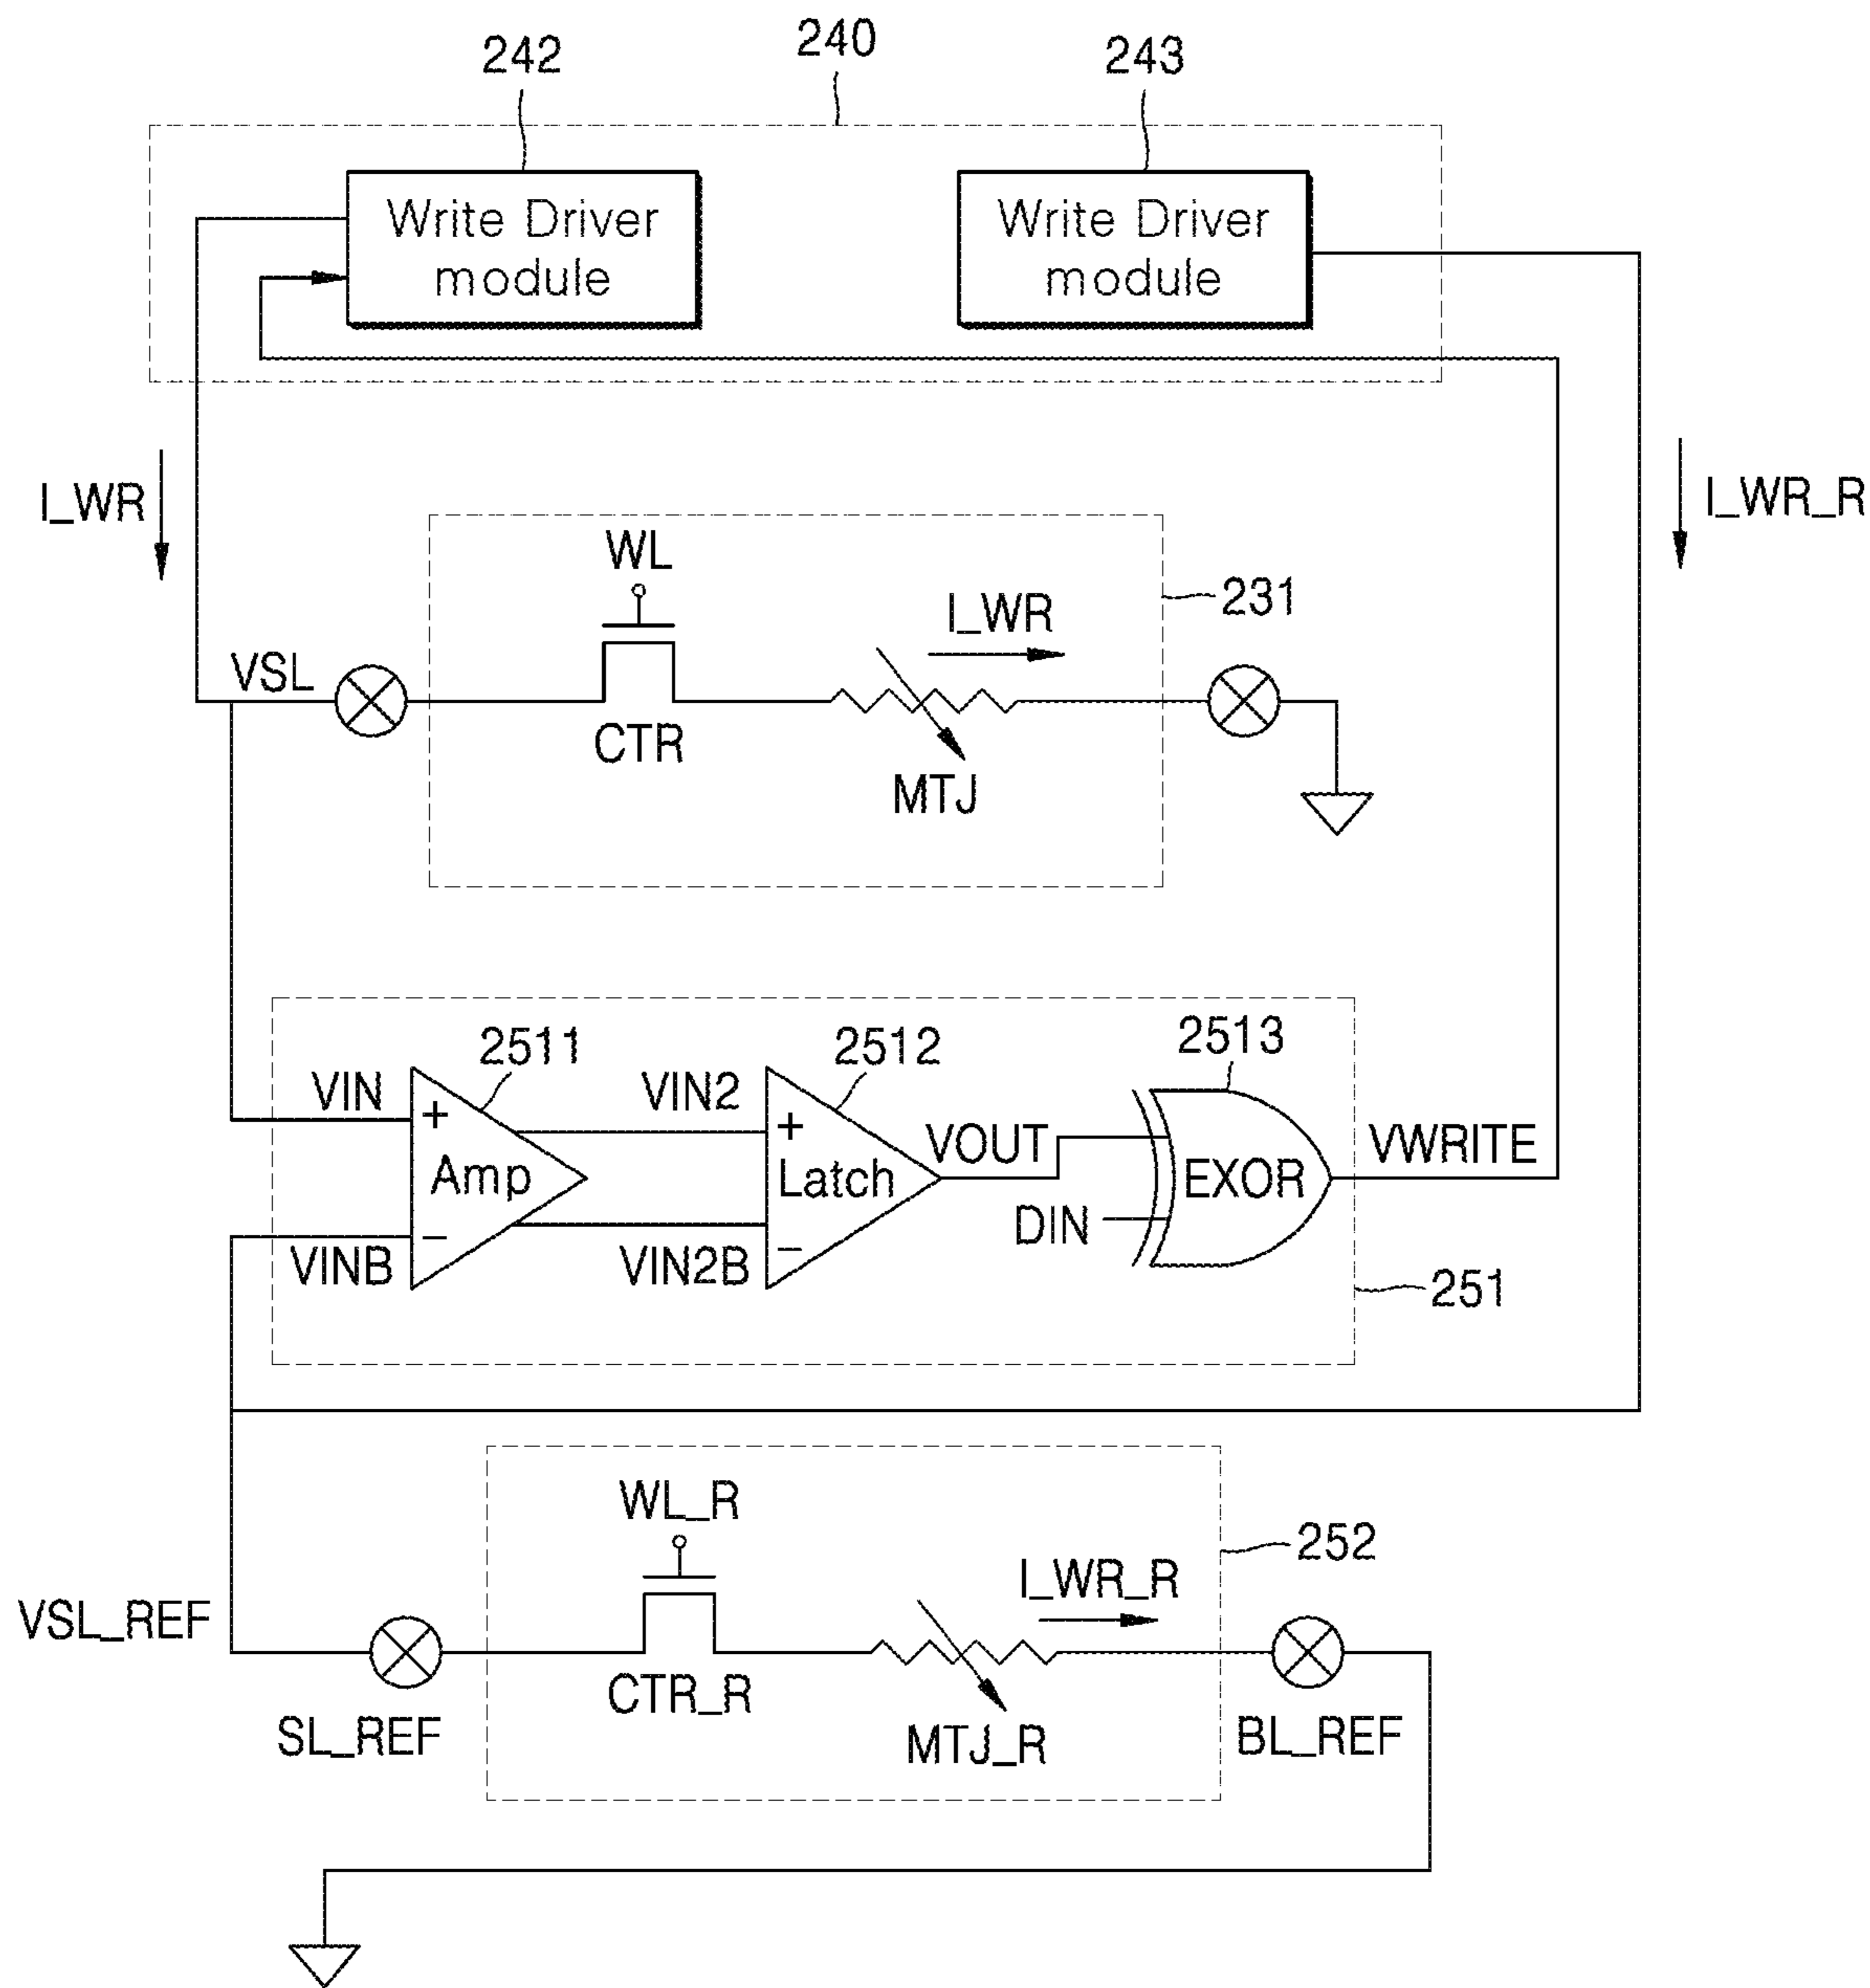 240
242
243
Write Driver
module
Write Driver
module
I_WR
I_WR_R
WL
I_WR
231
VSL
CTR
MTJ
2511
2512
2513
VIN
VIN2
VOUT
VWRITE
+
+
Amp
Latch
EXOR
DIN
−
−
VINB
VIN2B
251
WL_R
I_WR_R
252
VSL_REF
CTR_R
SL_REF
MTJ_R
BL_REF